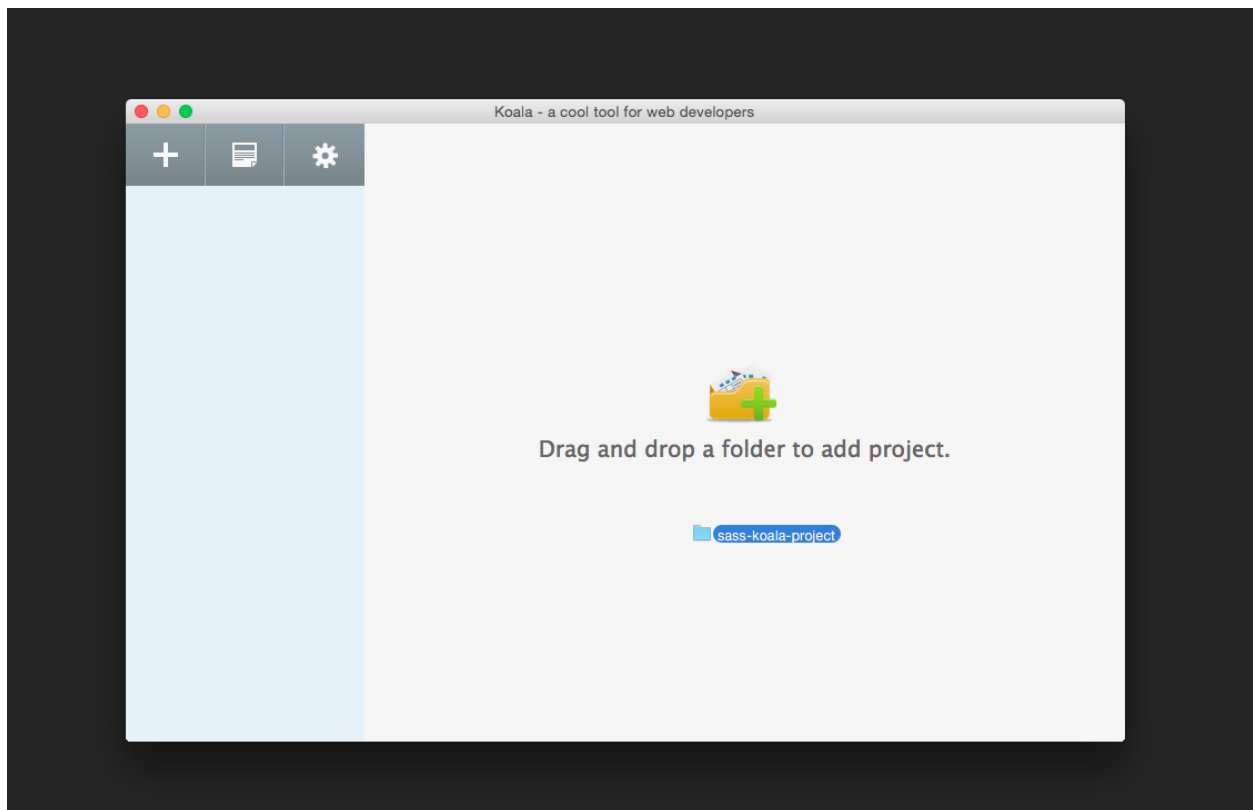 Koala - a cool tool for web developers
Drag and drop a folder to add project.
sass-koala-project